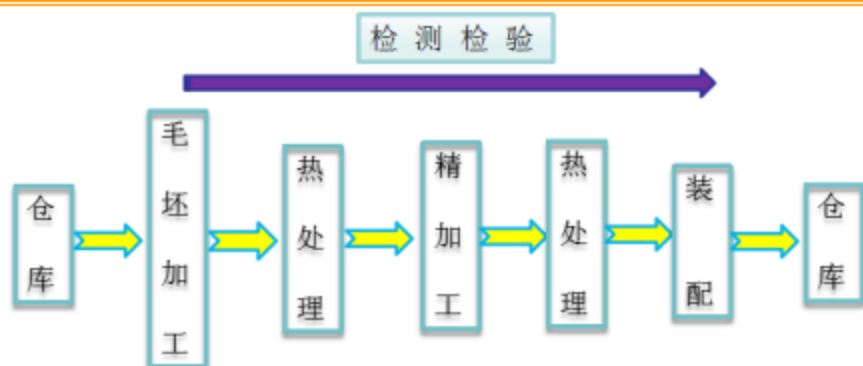 检测检验
仓库
毛坯加工
热处理
精加工
热处理
装配
仓库